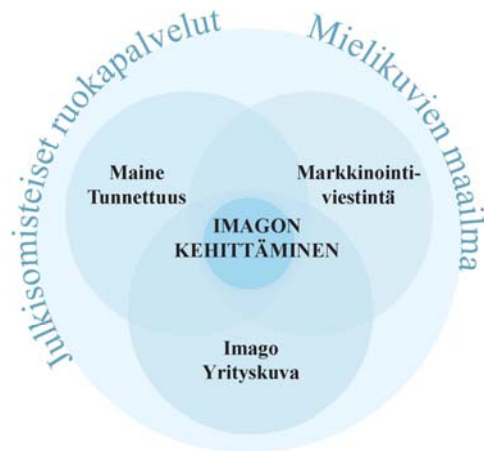 Julkisomisteiset ruokapalvelut
Mielikuvien maailma
Maine
Tunnettuus
Markkinointi-
viestintä
IMAGON
KEHITTÄMINEN
Imago
Yrityskuva